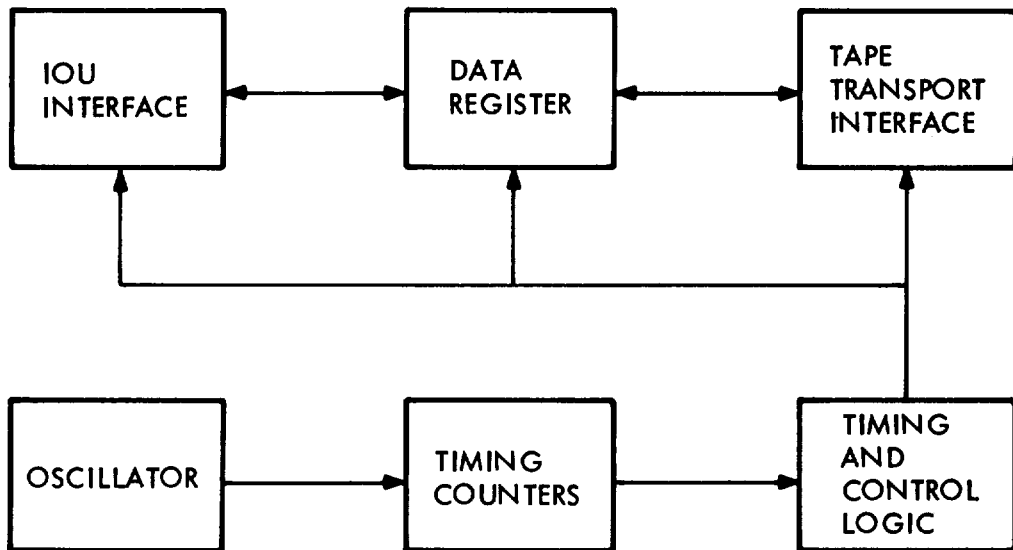 IOU
INTERFACE
DATA
REGISTER
TAPE
TRANSPORT
INTERFACE
OSCILLATOR
TIMING
COUNTERS
TIMING
AND
CONTROL
LOGIC